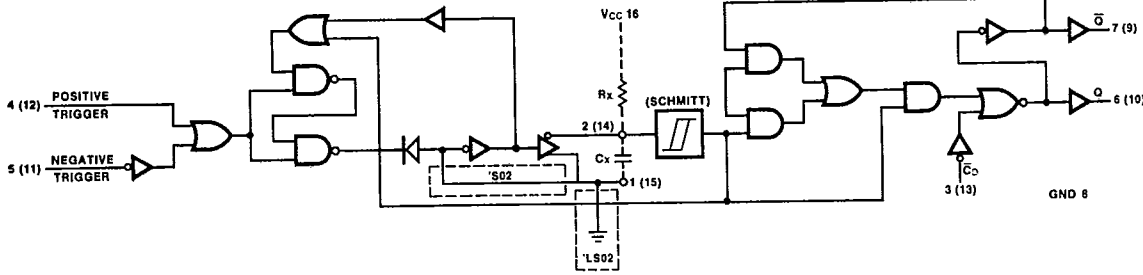 VCC 16
Q̅ 7 (9)
4 (12) POSITIVE TRIGGER
RX
(SCHMITT)
Q 6 (10)
2 (14)
5 (11) NEGATIVE TRIGGER
CX
'S02
1 (15)
C̅D
3 (13)
GND 8
'LS02